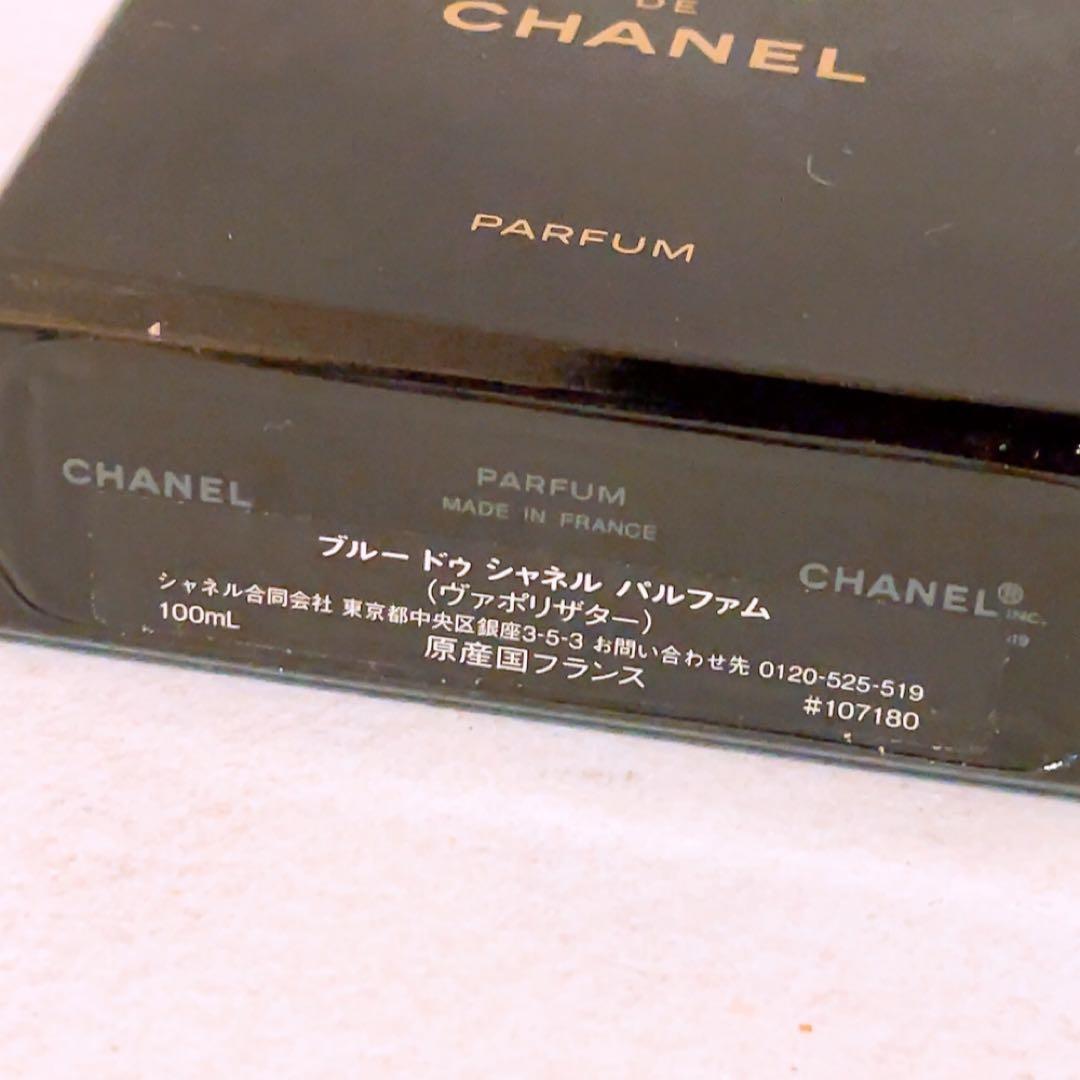 DE
CHANEL
PARFUM
CHANEL
PARFUM
MADE IN FRANCE
CHANEL®
INC.
ブルー ドゥ シャネル パルファム
(ヴァポリザター)
シャネル合同会社 東京都中央区銀座3-5-3 お問い合わせ先 0120-525-519
100mL
原産国フランス
#107180